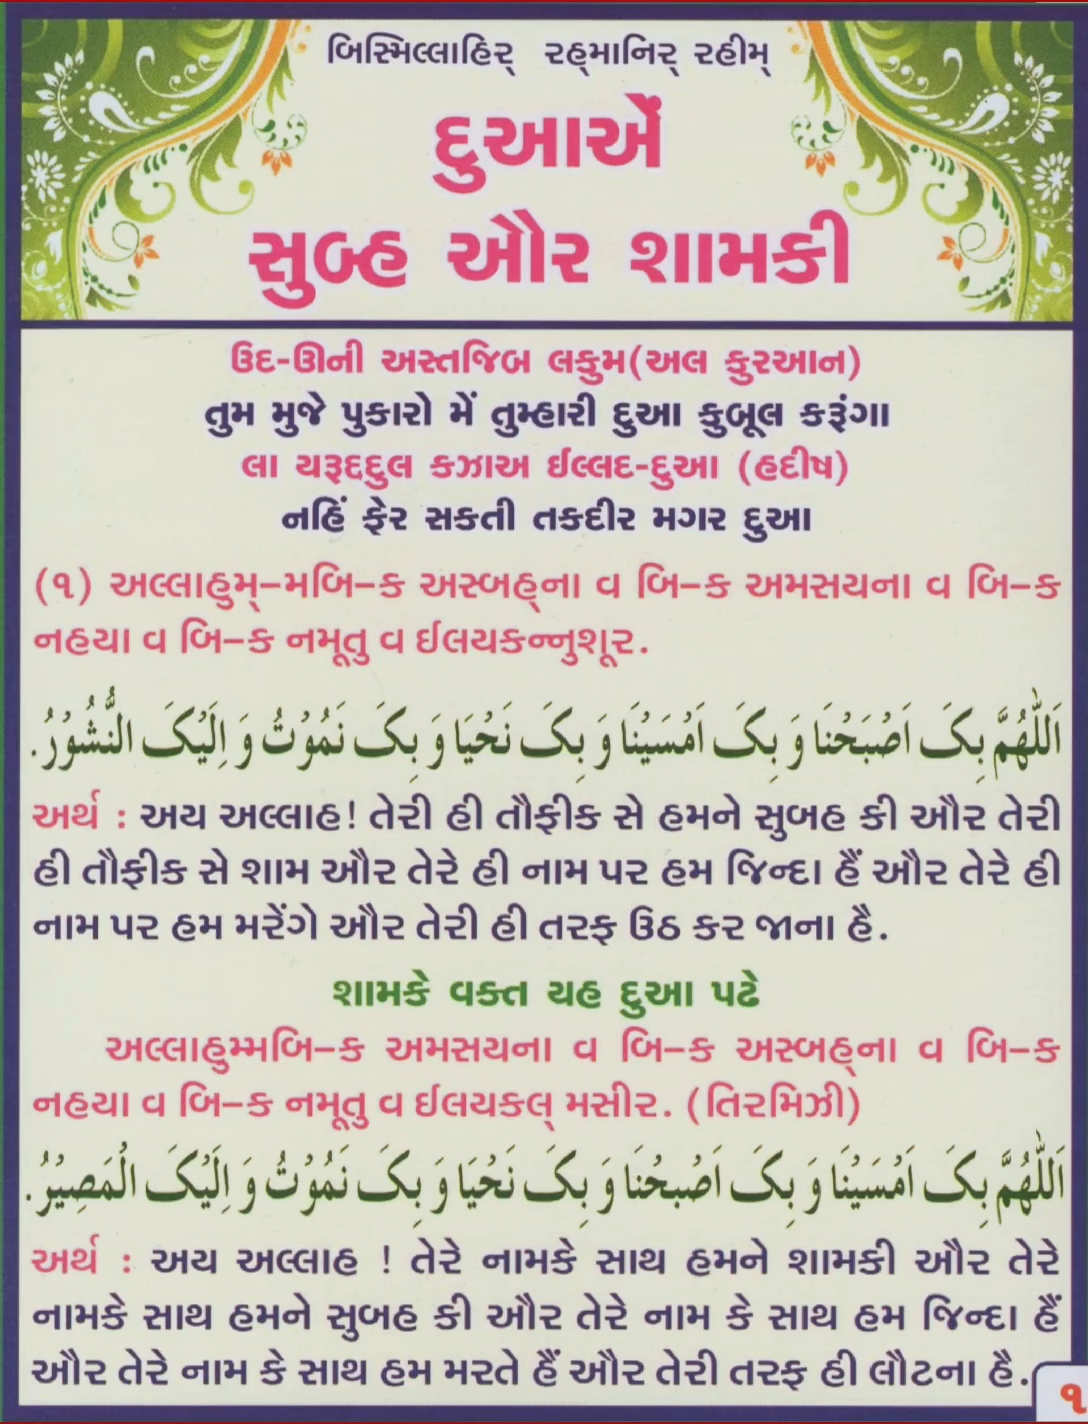 બિસ્મિલ્લાહિર્ રહ્‌માનિર્ રહીમ્
દુઆએં
સુબ્હ ઔર શામકી
ઉદ-ઊની અસ્તજિબ લકુમ(અલ કુરઆન)
તુમ મુજે પુકારો મેં તુમ્હારી દુઆ કુબૂલ કરૂંગા
લા યરૂદ્દુલ કઝાઅ ઈલ્લદ-દુઆ (હદીષ)
નહિં ફેર સકતી તકદીર મગર દુઆ
(૧) અલ્લાહુમ્-મબિ-ક અસ્બહ્‌ના વ બિ-ક અમસયના વ બિ-ક
નહયા વ બિ-ક નમૂતુ વ ઈલયકન્નુશૂર.
اَللّٰهُمَّ بِکَ اَصْبَحْنَا وَ بِکَ اَمْسَیْنَا وَ بِکَ نَحْیَا وَ بِکَ نَمُوْتُ وَ اِلَیْکَ النُّشُوْرُ.
અર્થ : અય અલ્લાહ! તેરી હી તૌફીક સે હમને સુબહ કી ઔર તેરી
હી તૌફીક સે શામ ઔર તેરે હી નામ પર હમ જિન્દા હૈં ઔર તેરે હી
નામ પર હમ મરેંગે ઔર તેરી હી તરફ ઉઠ કર જાના હૈ.
શામકે વક્ત યહ દુઆ પઢે
અલ્લાહુમ્મબિ-ક અમસયના વ બિ-ક અસ્બહ્‌ના વ બિ-ક
નહયા વ બિ-ક નમૂતુ વ ઈલયકલ્ મસીર. (તિરમિઝી)
اَللّٰهُمَّ بِکَ اَمْسَیْنَا وَ بِکَ اَصْبَحْنَا وَ بِکَ نَحْیَا وَ بِکَ نَمُوْتُ وَ اِلَیْکَ الْمَصِیْرُ.
અર્થ : અય અલ્લાહ ! તેરે નામકે સાથ હમને શામકી ઔર તેરે
નામકે સાથ હમને સુબહ કી ઔર તેરે નામ કે સાથ હમ જિન્દા હૈં
ઔર તેરે નામ કે સાથ હમ મરતે હૈં ઔર તેરી તરફ હી લૌટના હૈ.
૧